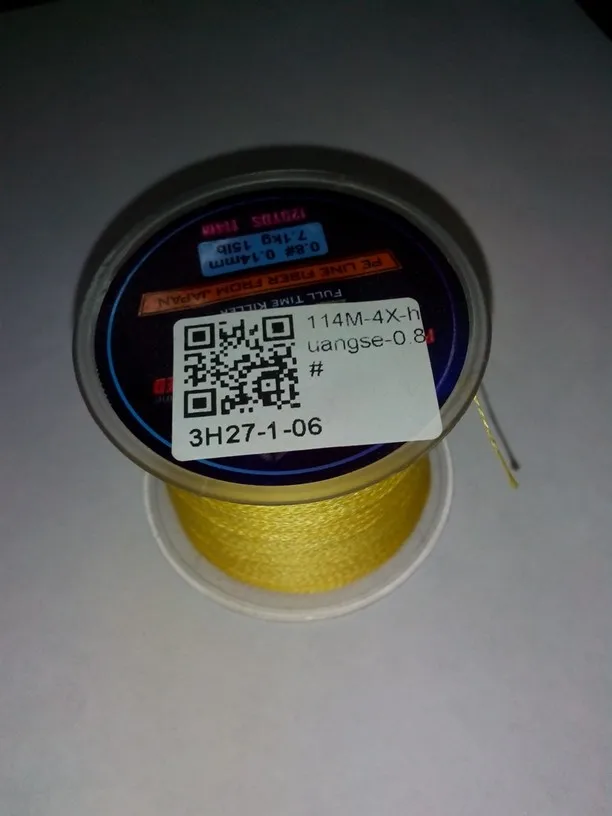 114M-4X-h
uangse-0.8
#
3H27-1-06
FULL TIME KILLER
PE LINE FIBER FROM JAPAN
0.8# 0.14mm
7.1kg 15lb
125YDS 114M